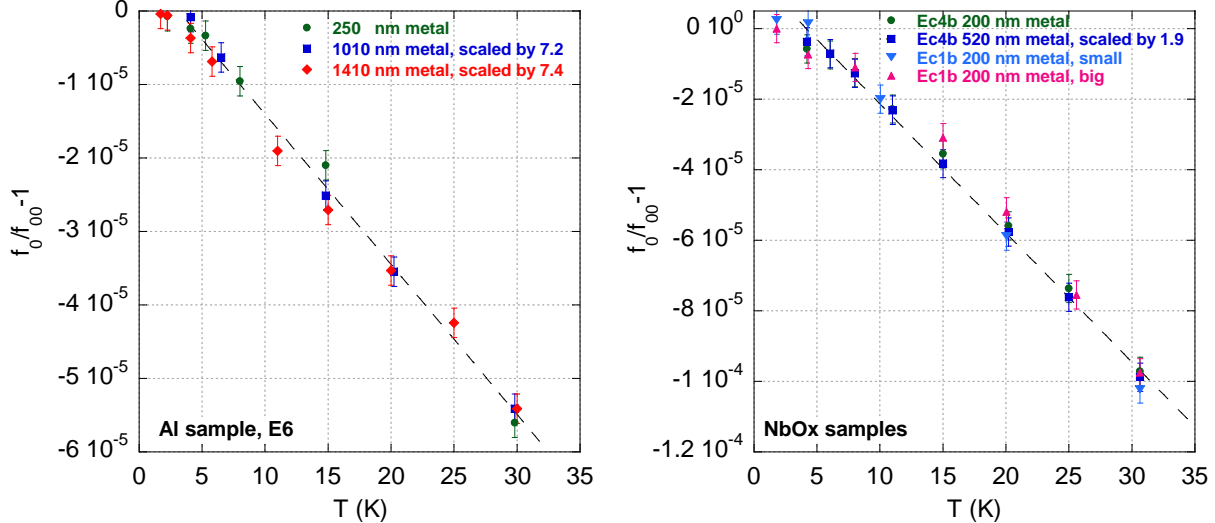 0
-1 10⁻⁵
-2 10⁻⁵
-3 10⁻⁵
-4 10⁻⁵
-5 10⁻⁵
-6 10⁻⁵
f₀/f₀₀-1
250 nm metal
1010 nm metal, scaled by 7.2
1410 nm metal, scaled by 7.4
Al sample, E6
0 5 10 15 20 25 30 35
T (K)
0 10⁰
-2 10⁻⁵
-4 10⁻⁵
-6 10⁻⁵
-8 10⁻⁵
-1 10⁻⁴
-1.2 10⁻⁴
f₀/f₀₀-1
Ec4b 200 nm metal
Ec4b 520 nm metal, scaled by 1.9
Ec1b 200 nm metal, small
Ec1b 200 nm metal, big
NbOx samples
0 5 10 15 20 25 30 35
T (K)